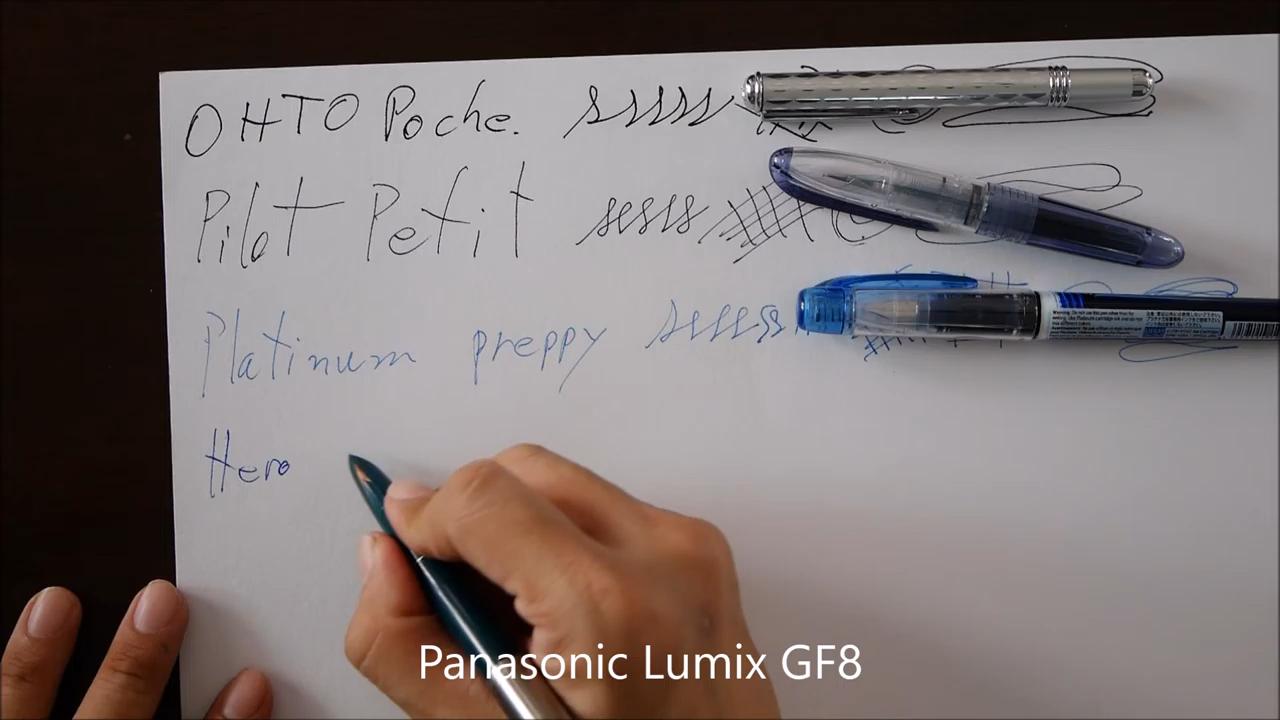 OHTO Poche.
Pilot Petit
Platinum preppy
Hero
Panasonic Lumix GF8